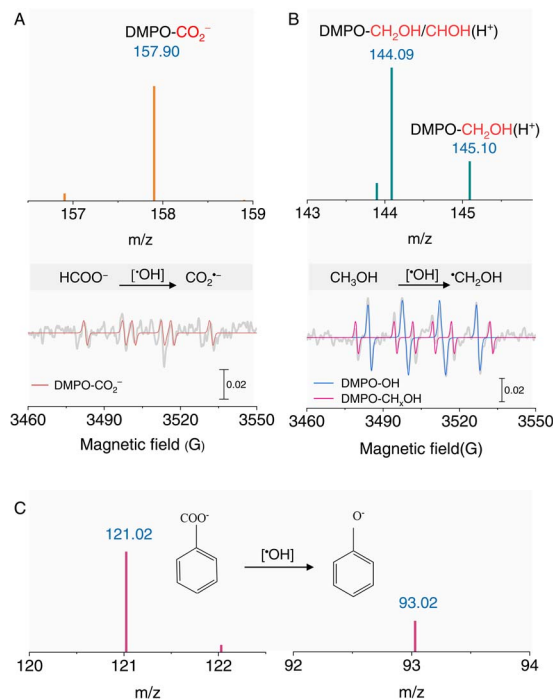 A
DMPO-CO₂⁻
157.90
157
158
159
m/z
HCOO⁻ [•OH] CO₂•⁻
DMPO-CO₂⁻
0.02
3460
3490
3520
3550
Magnetic field (G)
B
DMPO-CH₂OH/CHOH(H⁺)
144.09
DMPO-CH₂OH(H⁺)
145.10
143
144
145
m/z
CH₃OH [•OH] •CH₂OH
DMPO-OH
DMPO-CHₓOH
0.02
3460
3490
3520
3550
Magnetic field(G)
C
121.02
COO⁻
[•OH]
O⁻
93.02
120
121
122
m/z
92
93
94
m/z